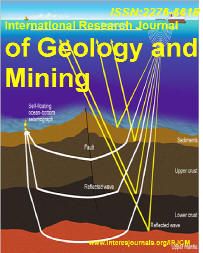 ISSN-2276-6618
International Research Journal
of Geology and
Mining
Self-floating
ocean-bottom
seismograph
Fault
Sediments
Reflected wave
Upper crust
Lower crust
Reflected wave
www.interesjournals.org/IRJGM
Upper mantle